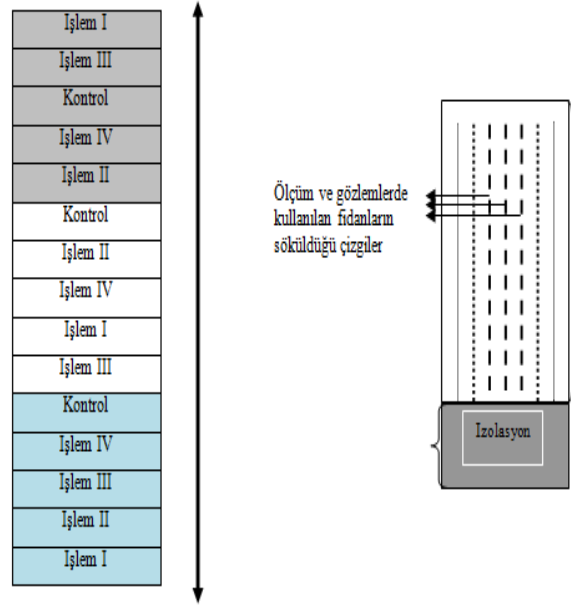 Işlem I
Işlem III
Kontrol
Işlem IV
Işlem II
Kontrol
Işlem II
Işlem IV
Işlem I
Işlem III
Kontrol
Işlem IV
Işlem III
Işlem II
Işlem I
Ölçüm ve gözlemlerde
kullanılan fidanların
söküldüğü çizgiler
Izolasyon